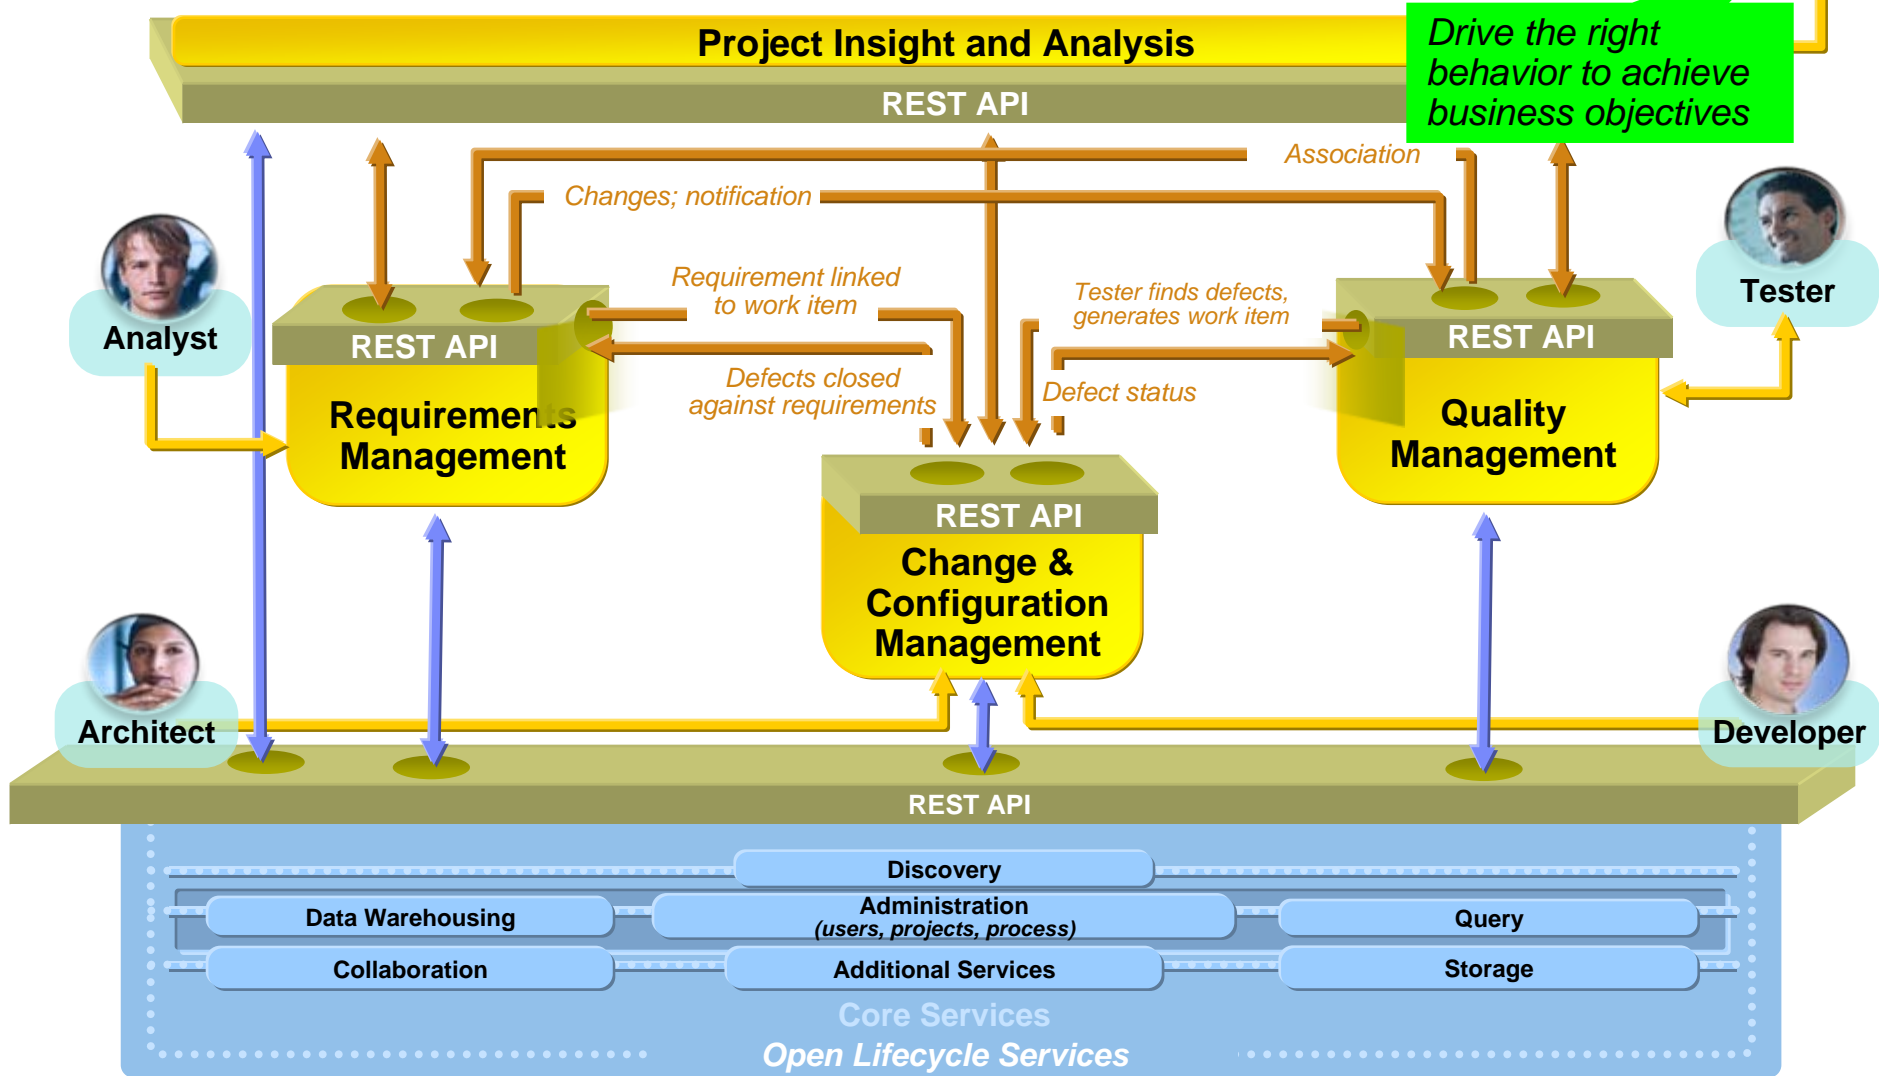 Project Insight and Analysis
Drive the right
behavior to achieve
business objectives
REST API
Association
Changes; notification
Analyst
Tester
Requirement linked
to work item
Tester finds defects,
generates work item
REST API
REST API
Defects closed
against requirements
Defect status
Requirements
Management
Quality
Management
REST API
Change &
Configuration
Management
Architect
Developer
REST API
Discovery
Data Warehousing
Administration
(users, projects, process)
Query
Collaboration
Additional Services
Storage
Core Services
Open Lifecycle Services